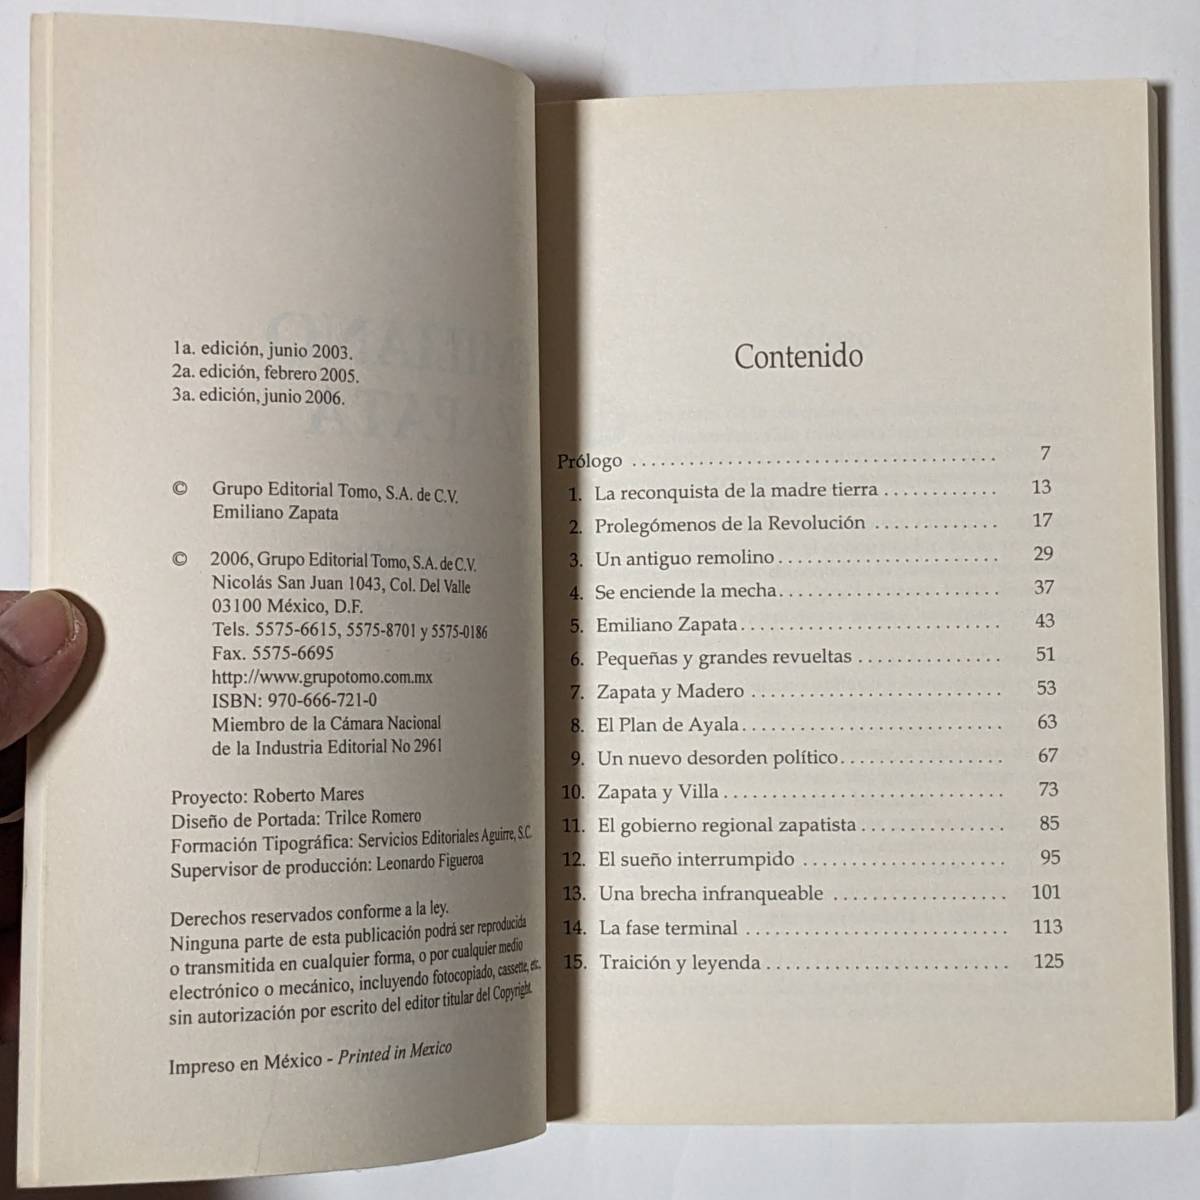 1a. edición, junio 2003.
2a. edición, febrero 2005.
3a. edición, junio 2006.
© Grupo Editorial Tomo, S.A. de C.V.
Emiliano Zapata
© 2006, Grupo Editorial Tomo, S.A. de C.V.
Nicolás San Juan 1043, Col. Del Valle
03100 México, D.F.
Tels. 5575-6615, 5575-8701 y 5575-0186
Fax. 5575-6695
http://www.grupotomo.com.mx
ISBN: 970-666-721-0
Miembro de la Cámara Nacional
de la Industria Editorial No 2961
Proyecto: Roberto Mares
Diseño de Portada: Trilce Romero
Formación Tipográfica: Servicios Editoriales Aguirre, S.C.
Supervisor de producción: Leonardo Figueroa
Derechos reservados conforme a la ley.
Ninguna parte de esta publicación podrá ser reproducida
o transmitida en cualquier forma, o por cualquier medio
electrónico o mecánico, incluyendo fotocopiado, cassette, etc.
sin autorización por escrito del editor titular del Copyright.
Impreso en México - Printed in Mexico
Contenido
Prólogo . . . . . . . . . . 7
1. La reconquista de la madre tierra . . . . . . . . . . 13
2. Prolegómenos de la Revolución . . . . . . . . . . 17
3. Un antiguo remolino . . . . . . . . . . 29
4. Se enciende la mecha . . . . . . . . . . 37
5. Emiliano Zapata . . . . . . . . . . 43
6. Pequeñas y grandes revueltas . . . . . . . . . . 51
7. Zapata y Madero . . . . . . . . . . 53
8. El Plan de Ayala . . . . . . . . . . 63
9. Un nuevo desorden político . . . . . . . . . . 67
10. Zapata y Villa . . . . . . . . . . 73
11. El gobierno regional zapatista . . . . . . . . . . 85
12. El sueño interrumpido . . . . . . . . . . 95
13. Una brecha infranqueable . . . . . . . . . . 101
14. La fase terminal . . . . . . . . . . 113
15. Traición y leyenda . . . . . . . . . . 125